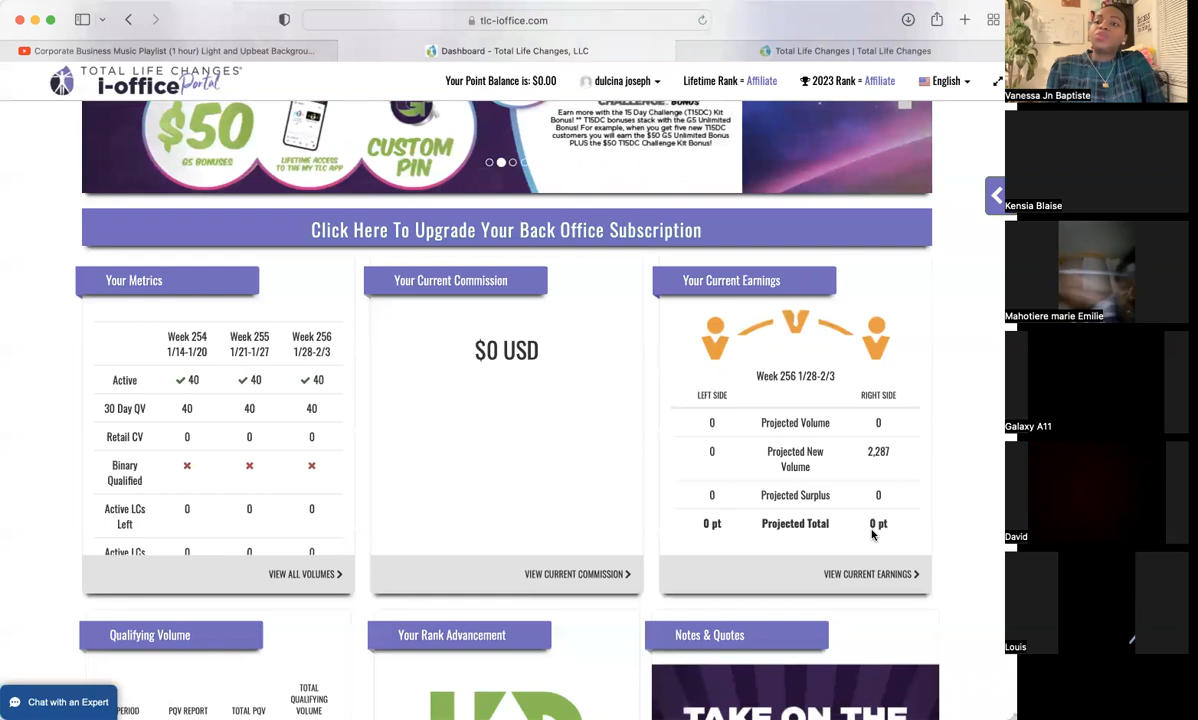 tlc-ioffice.com
Corporate Business Music Playlist (1 hour) Light and Upbeat Backgrou...
Dashboard - Total Life Changes, LLC
Total Life Changes | Total Life Changes
TOTAL LIFE CHANGES®
i-office Portal
Your Point Balance is: $0.00
dulcina joseph
Lifetime Rank = Affiliate
2023 Rank = Affiliate
English
$50
G5 BONUSES
LIFETIME ACCESS
TO THE MY TLC APP
CUSTOM
PIN
CHALLENGE BONUS
Earn more with the 15 Day Challenge (T15DC) Kit
Bonus! ** T15DC bonuses stack with the G5 Unlimited
Bonus! For example, when you get five new T15DC
customers you will earn the $50 G5 Unlimited Bonus
PLUS the $50 T15DC Challenge Kit Bonus!
Click Here To Upgrade Your Back Office Subscription
Your Metrics
Week 254 Week 255 Week 256
1/14-1/20 1/21-1/27 1/28-2/3
Active 40 40 40
30 Day QV 40 40 40
Retail CV 0 0 0
Binary
Qualified
Active LCs
Left 0 0 0
Active LCs 0 0 0
VIEW ALL VOLUMES
Your Current Commission
$0 USD
VIEW CURRENT COMMISSION
Your Current Earnings
Week 256 1/28-2/3
LEFT SIDE RIGHT SIDE
0 Projected Volume 0
0 Projected New Volume 2,287
0 Projected Surplus 0
0 pt Projected Total 0 pt
VIEW CURRENT EARNINGS
Qualifying Volume
PERIOD PQV REPORT TOTAL PQV TOTAL QUALIFYING VOLUME
Your Rank Advancement
Notes & Quotes
TAKE ON THE
Chat with an Expert
Vanessa Jn Baptiste
Kensia Blaise
Mahotiere marie Emilie
Galaxy A11
David
Louis